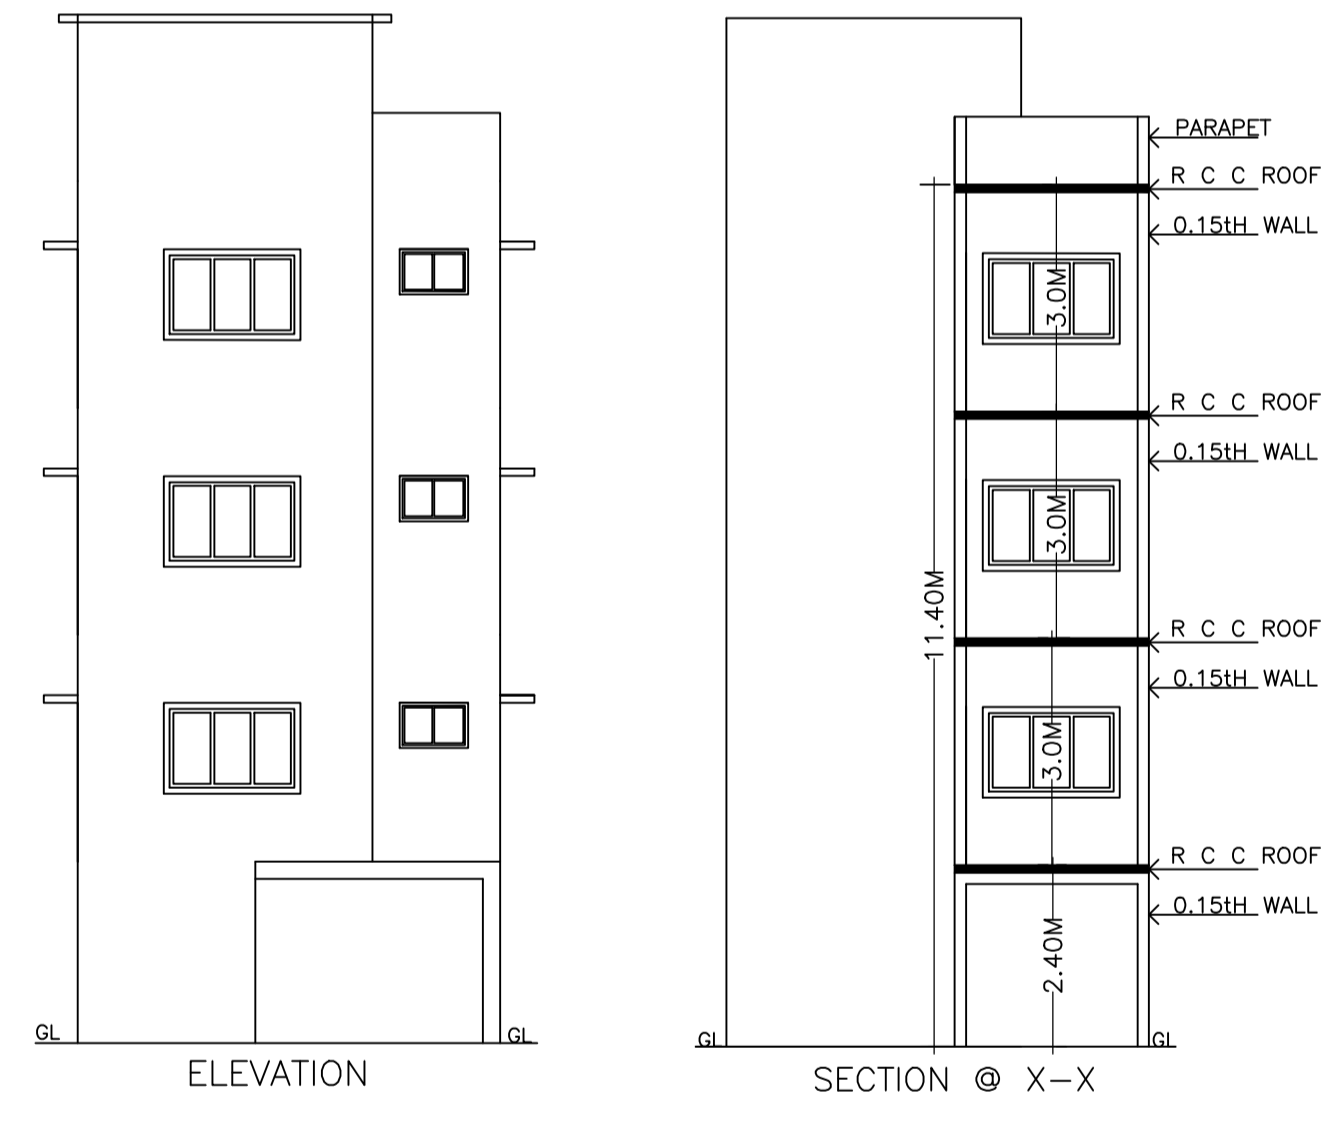 PARAPET
R C C ROOF
0.15tH WALL
3.0M
R C C ROOF
0.15tH WALL
3.0M
11.40M
R C C ROOF
0.15tH WALL
3.0M
R C C ROOF
0.15tH WALL
2.40M
GL
GL
GL
GL
ELEVATION
SECTION @ X-X